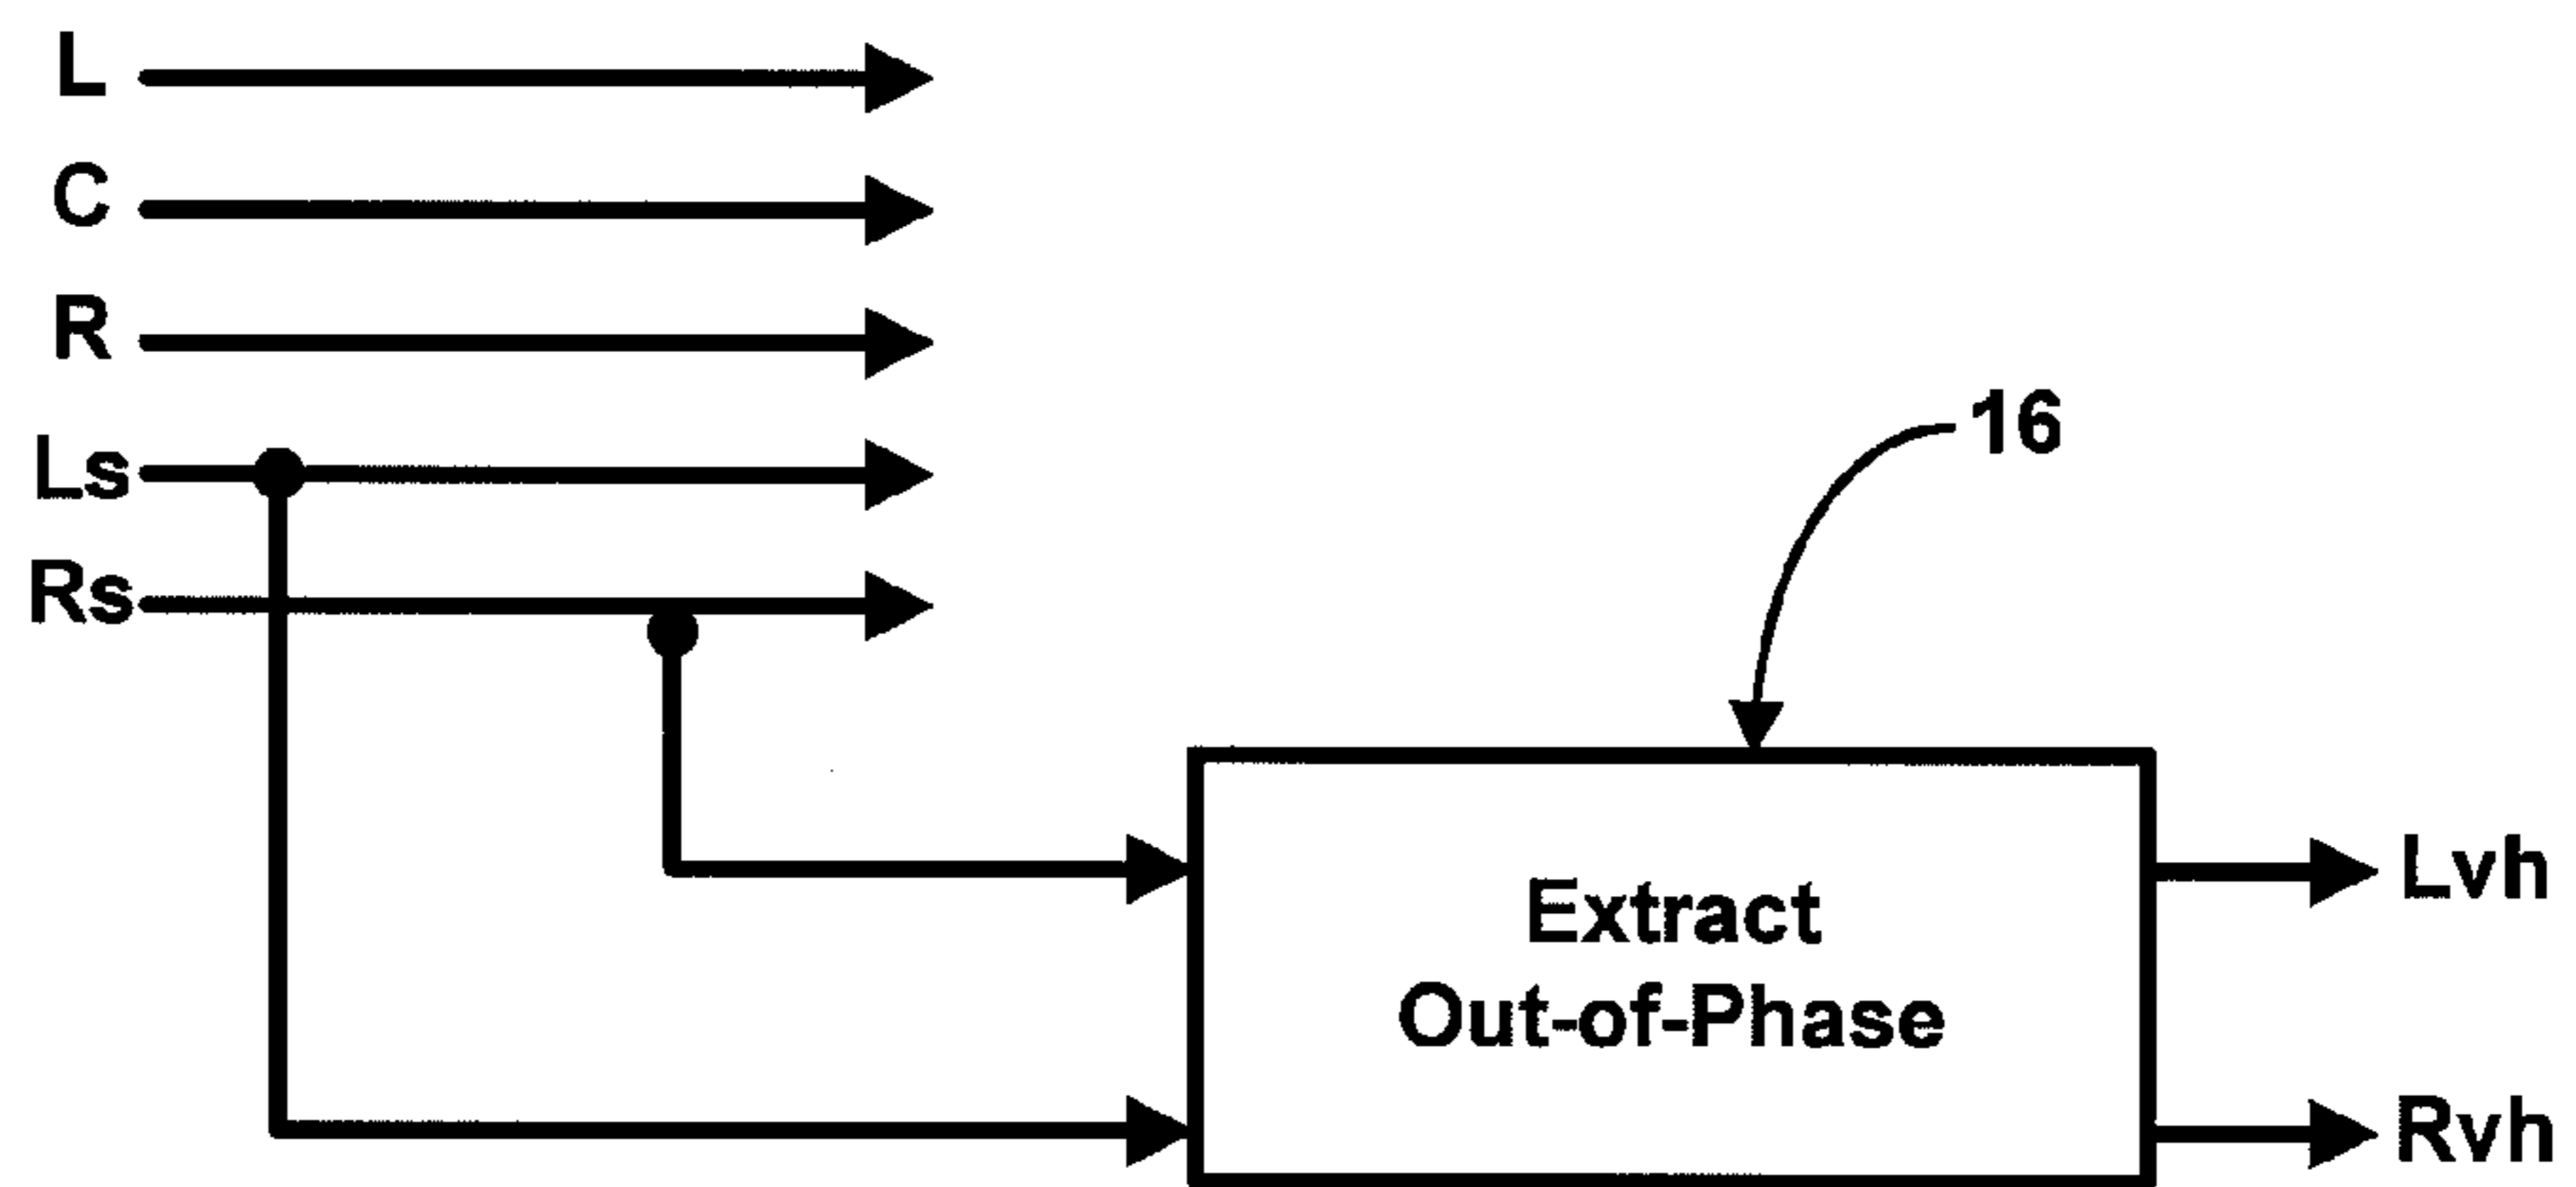 L
C
R
Ls
Rs
16
Extract
Out-of-Phase
Lvh
Rvh